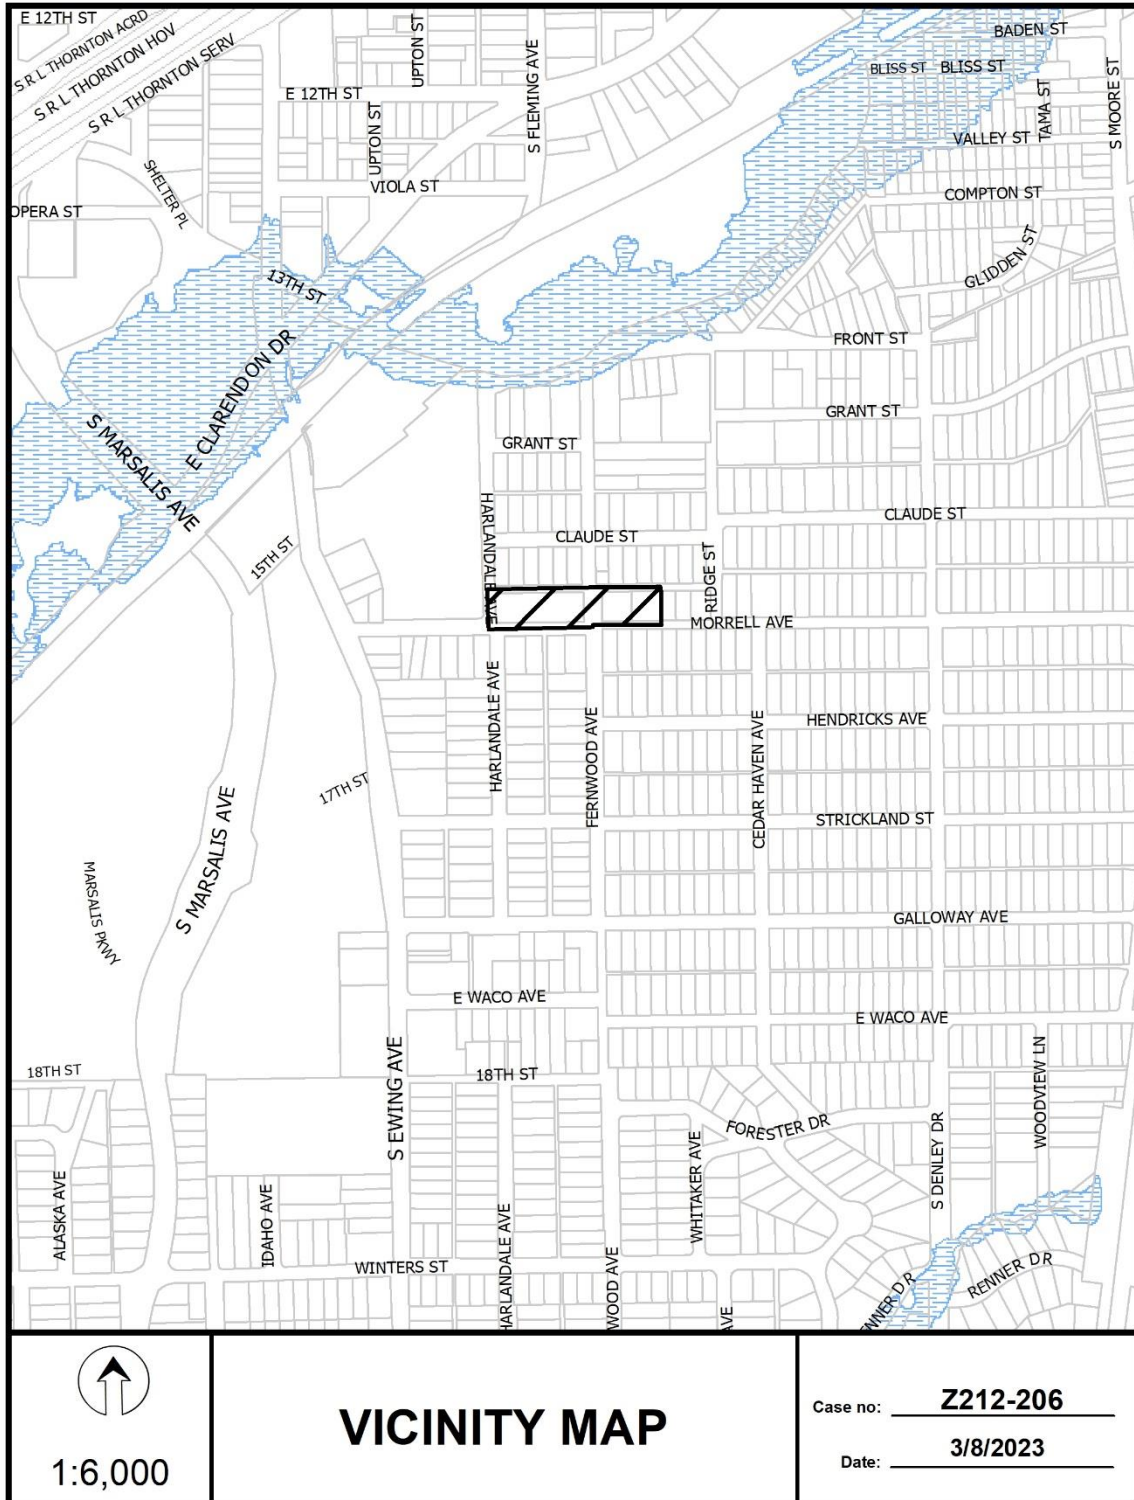 E 12TH ST
S R L THORNTON ACRD
S R L THORNTON HOV
S R L THORNTON SERV
UPTON ST
S FLEMING AVE
BADEN ST
BLISS ST
BLISS ST
E 12TH ST
UPTON ST
TAMA ST
S MOORE ST
VALLEY ST
SHELTER PL
VIOLA ST
COMPTON ST
OPERA ST
GLIDDEN ST
13TH ST
E CLARENDON DR
FRONT ST
S MARSALIS AVE
GRANT ST
GRANT ST
HARLANDALE AVE
CLAUDE ST
CLAUDE ST
15TH ST
RIDGE ST
MORRELL AVE
HARLANDALE AVE
FERNWOOD AVE
CEDAR HAVEN AVE
HENDRICKS AVE
17TH ST
STRICKLAND ST
S MARSALIS AVE
MARSALIS PKWY
GALLOWAY AVE
E WACO AVE
E WACO AVE
18TH ST
S EWING AVE
18TH ST
WOODVIEW LN
FORESTER DR
S DENLEY DR
WHITAKER AVE
ALASKA AVE
IDAHO AVE
HARLANDALE AVE
WINTERS ST
WOOD AVE
AVE
ENNER DR
RENNER DR
1:6,000
VICINITY MAP
Case no: Z212-206
Date: 3/8/2023